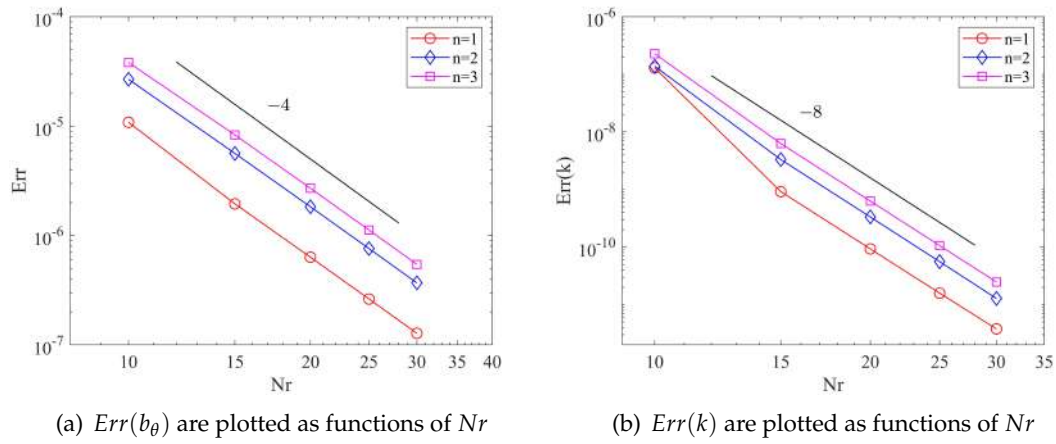 10^-4
10^-5
10^-6
10^-7
Err
n=1
n=2
n=3
−4
10 15 20 25 30 35 40
Nr
(a) Err(b_θ) are plotted as functions of Nr
10^-6
10^-8
10^-10
Err(k)
n=1
n=2
n=3
−8
10 15 20 25 30 35
Nr
(b) Err(k) are plotted as functions of Nr